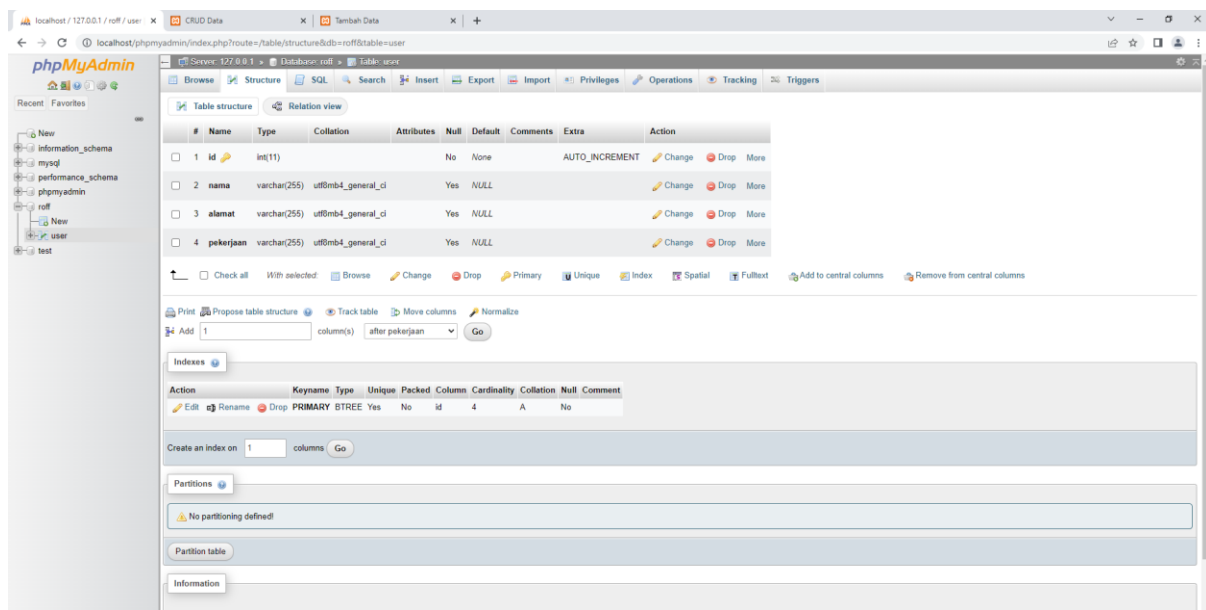 localhost / 127.0.0.1 / roff / user CRUD Data Tambah Data
localhost/phpmyadmin/index.php?route=/table/structure&db=roff&table=user
phpMyAdmin
Recent Favorites
New
information_schema
mysql
performance_schema
phpmyadmin
roff
New
user
test
Server: 127.0.0.1 » Database: roff » Table: user
Browse Structure SQL Search Insert Export Import Privileges Operations Tracking Triggers
Table structure Relation view
# Name Type Collation Attributes Null Default Comments Extra Action
1 id int(11) No None AUTO_INCREMENT Change Drop More
2 nama varchar(255) utf8mb4_general_ci Yes NULL Change Drop More
3 alamat varchar(255) utf8mb4_general_ci Yes NULL Change Drop More
4 pekerjaan varchar(255) utf8mb4_general_ci Yes NULL Change Drop More
Check all With selected: Browse Change Drop Primary Unique Index Spatial Fulltext Add to central columns Remove from central columns
Print Propose table structure Track table Move columns Normalize
Add 1 column(s) after pekerjaan Go
Indexes
Action Keyname Type Unique Packed Column Cardinality Collation Null Comment
Edit Rename Drop PRIMARY BTREE Yes No id 4 A No
Create an index on 1 columns Go
Partitions
No partitioning defined!
Partition table
Information